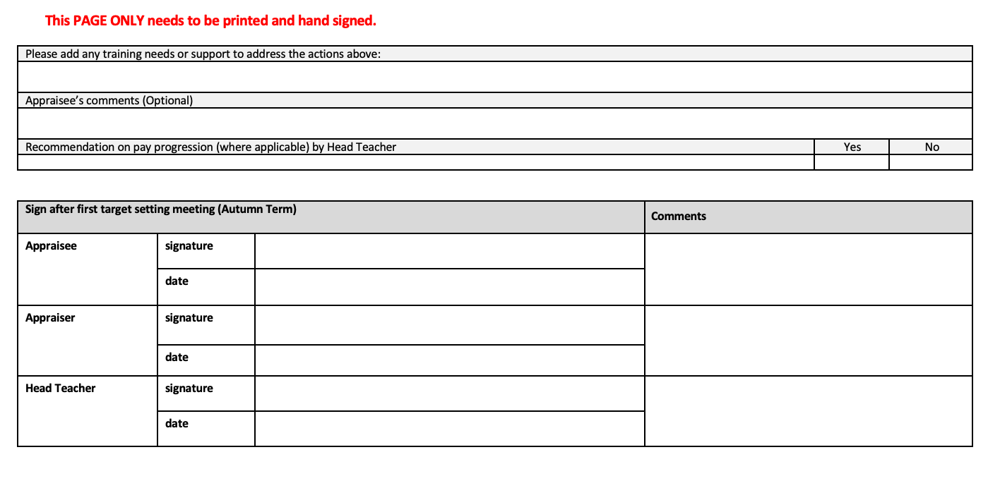 This PAGE ONLY needs to be printed and hand signed.
Please add any training needs or support to address the actions above:
Appraisee’s comments (Optional)
Recommendation on pay progression (where applicable) by Head Teacher Yes No
Sign after first target setting meeting (Autumn Term)
Comments
Appraisee signature
date
Appraiser signature
date
Head Teacher signature
date